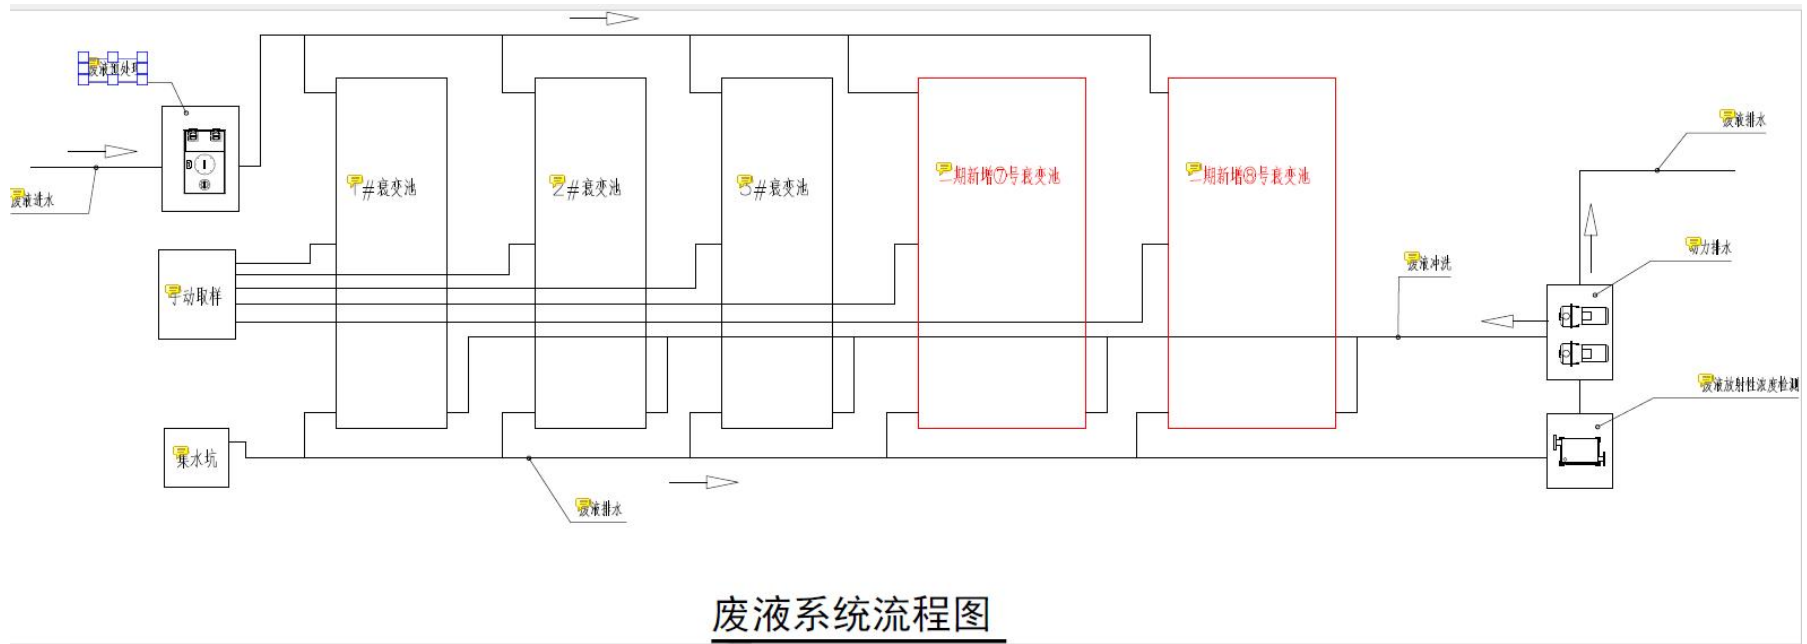 废液预处理
废液进水
1#衰变池
2#衰变池
3#衰变池
二期新增⑦号衰变池
二期新增⑧号衰变池
废液排水
动力排水
废液冲洗
手动取样
废液放射性浓度检测
集水坑
废液排水
废液系统流程图